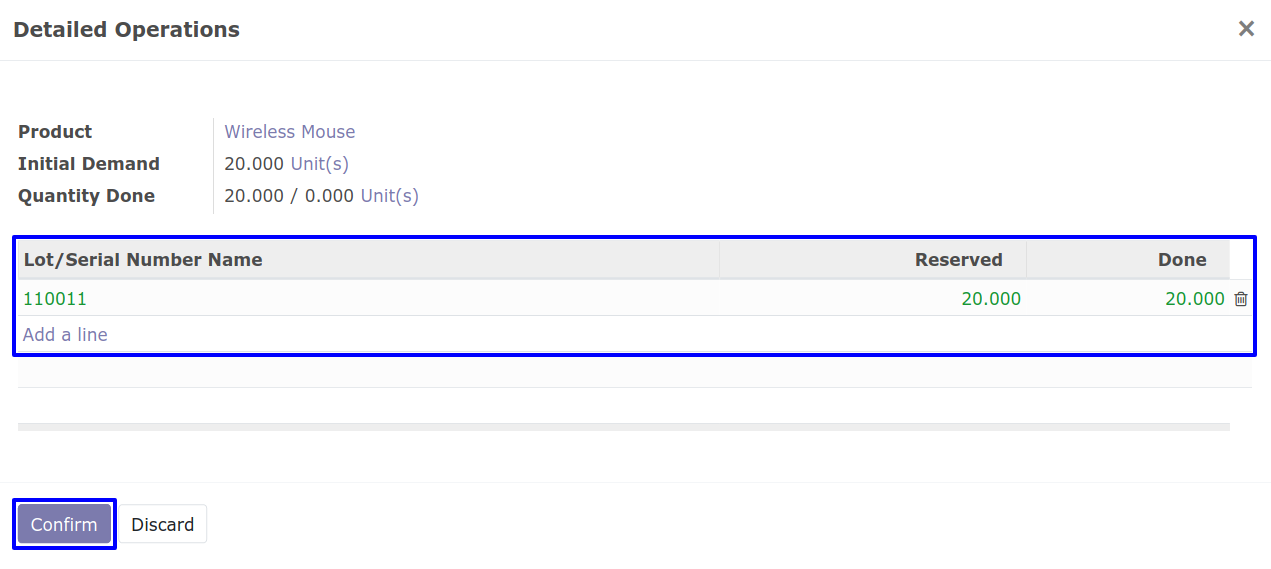 Detailed Operations ×
Product Wireless Mouse
Initial Demand 20.000 Unit(s)
Quantity Done 20.000 / 0.000 Unit(s)
Lot/Serial Number Name Reserved Done
110011 20.000 20.000
Add a line
Confirm Discard